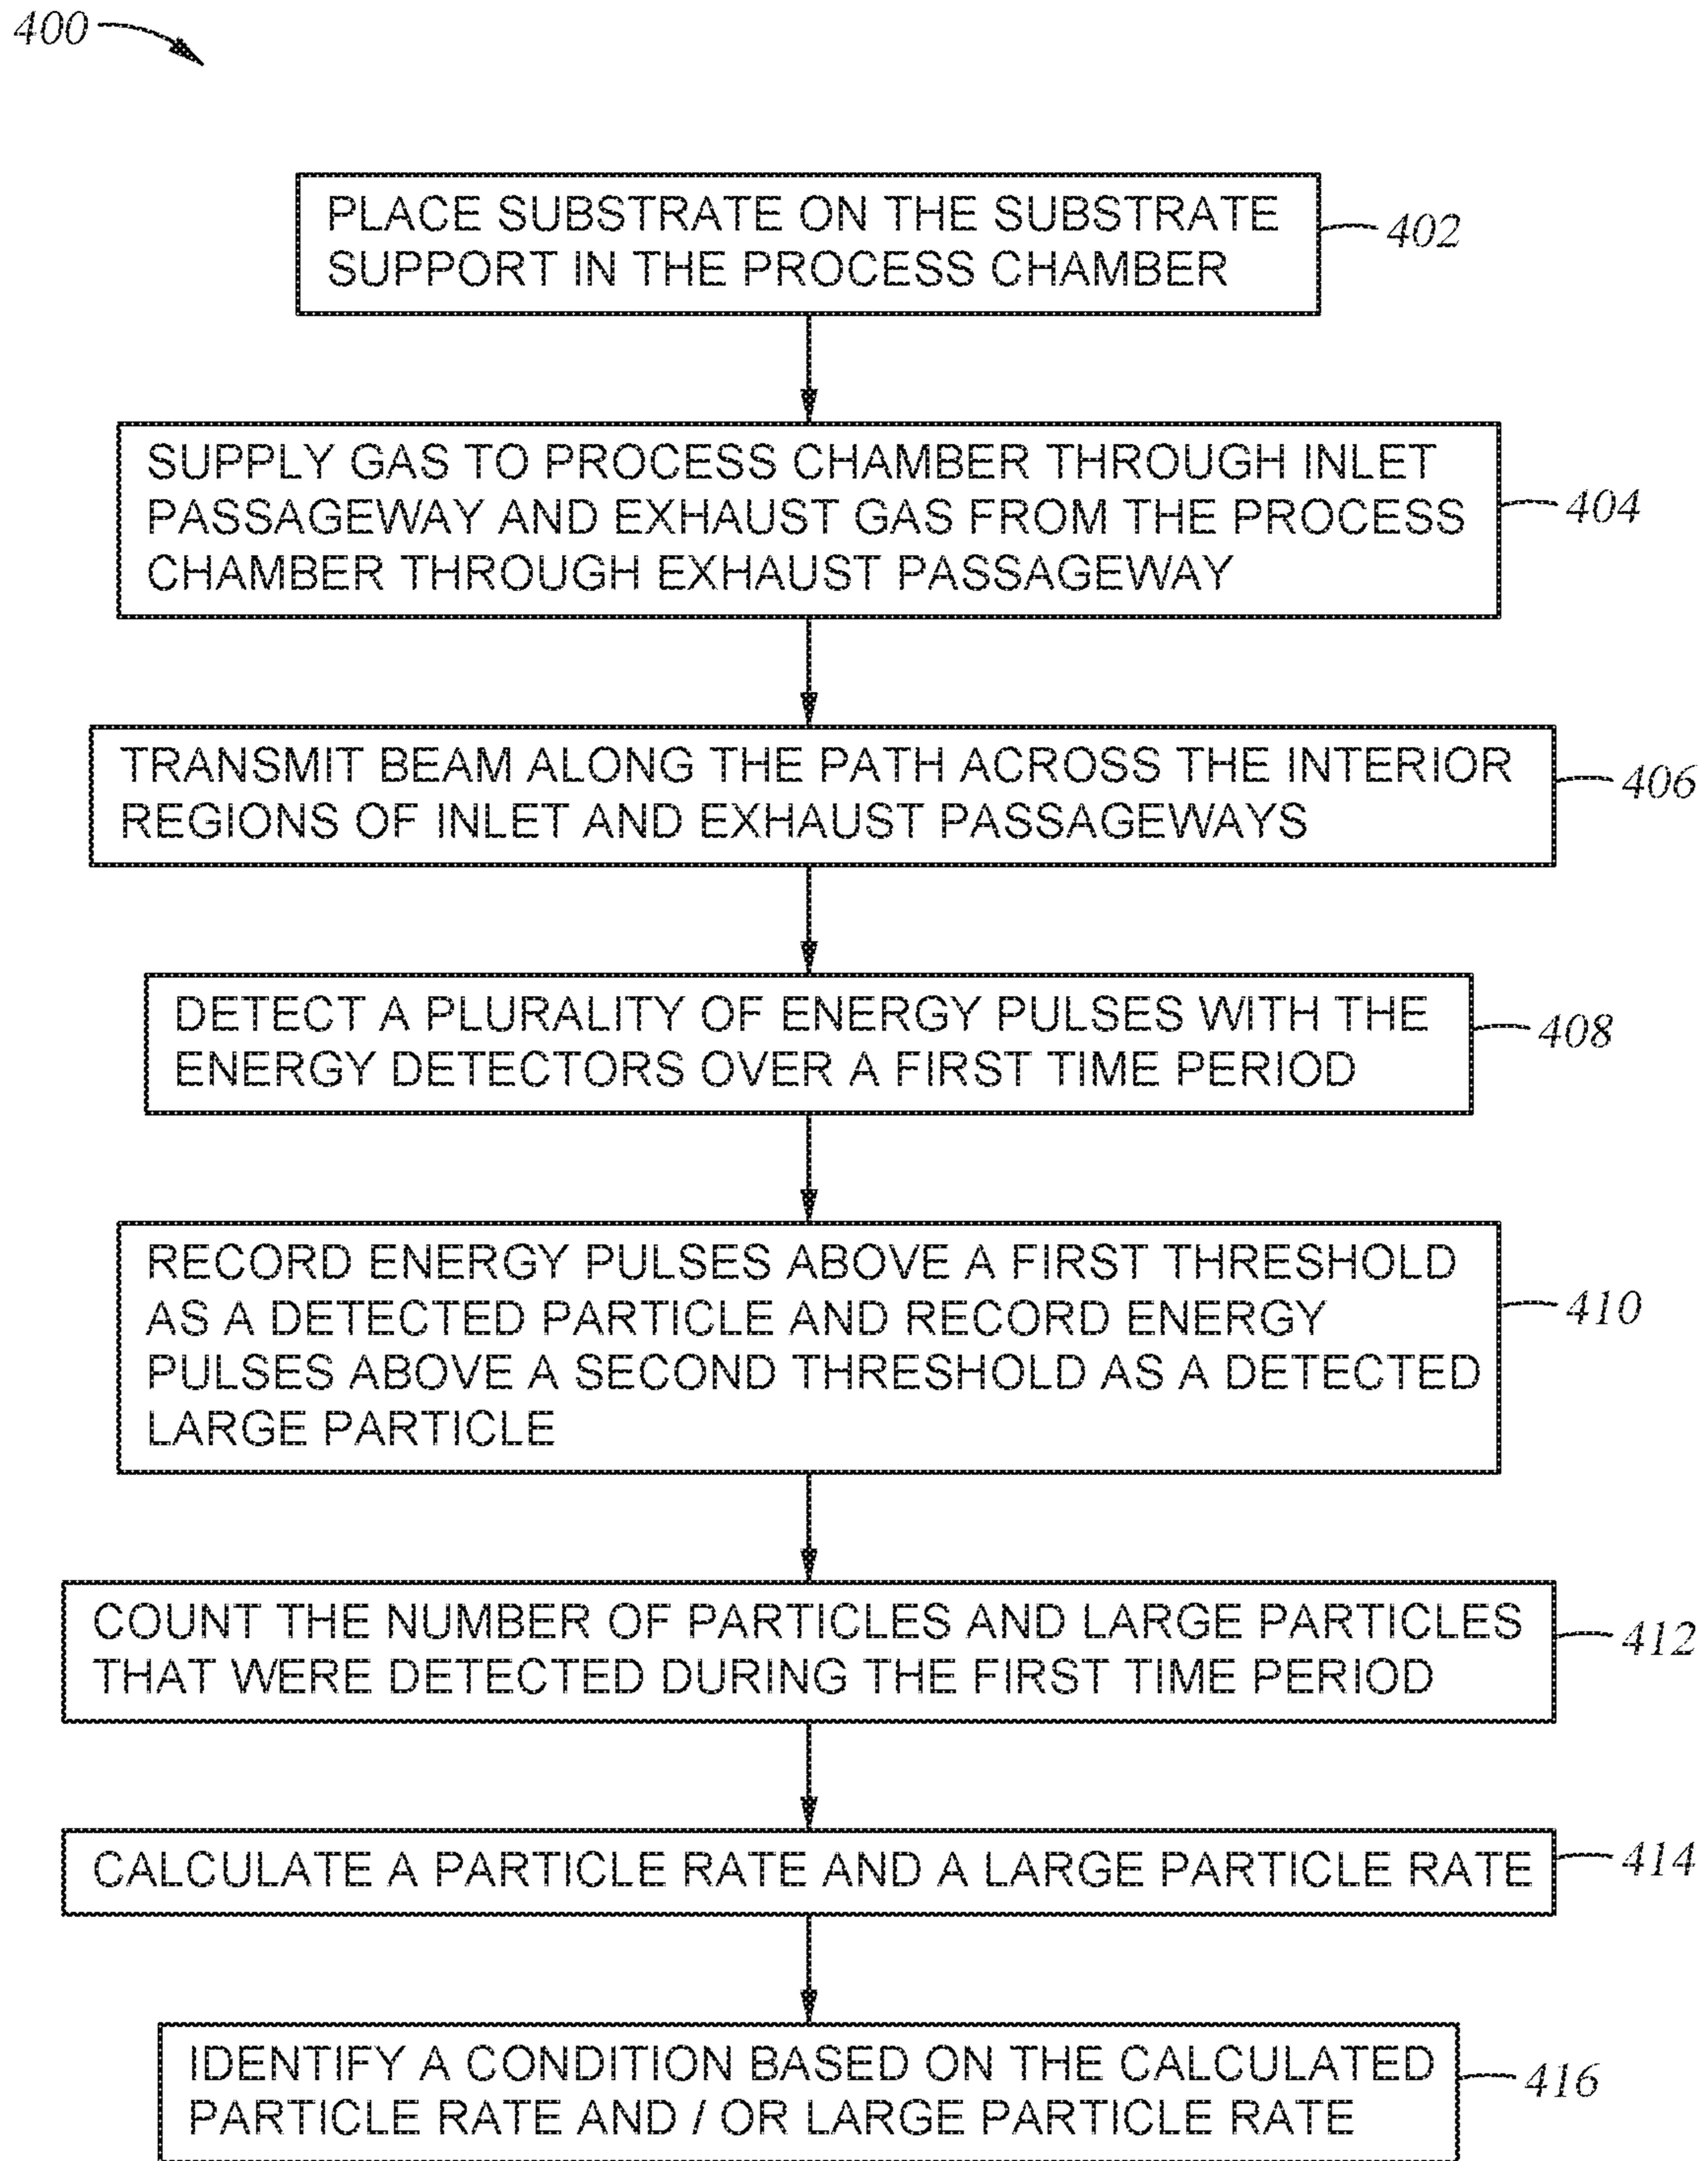 400
PLACE SUBSTRATE ON THE SUBSTRATE
SUPPORT IN THE PROCESS CHAMBER
402
SUPPLY GAS TO PROCESS CHAMBER THROUGH INLET
PASSAGEWAY AND EXHAUST GAS FROM THE PROCESS
CHAMBER THROUGH EXHAUST PASSAGEWAY
404
TRANSMIT BEAM ALONG THE PATH ACROSS THE INTERIOR
REGIONS OF INLET AND EXHAUST PASSAGEWAYS
406
DETECT A PLURALITY OF ENERGY PULSES WITH THE
ENERGY DETECTORS OVER A FIRST TIME PERIOD
408
RECORD ENERGY PULSES ABOVE A FIRST THRESHOLD
AS A DETECTED PARTICLE AND RECORD ENERGY
PULSES ABOVE A SECOND THRESHOLD AS A DETECTED
LARGE PARTICLE
410
COUNT THE NUMBER OF PARTICLES AND LARGE PARTICLES
THAT WERE DETECTED DURING THE FIRST TIME PERIOD
412
CALCULATE A PARTICLE RATE AND A LARGE PARTICLE RATE
414
IDENTIFY A CONDITION BASED ON THE CALCULATED
PARTICLE RATE AND / OR LARGE PARTICLE RATE
416